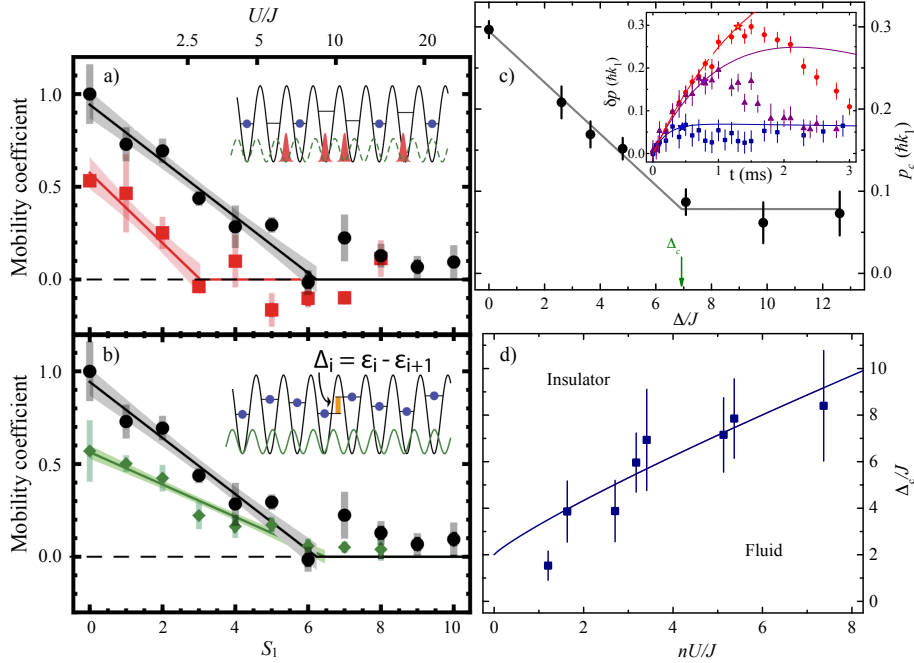 U/J
2.5 5 10 20
a)
Mobility coefficient
1.0
0.5
0.0
b)
Δi = εi - εi+1
Mobility coefficient
1.0
0.5
0.0
0 2 4 6 8 10
S1
c)
δp (ħk1)
0.3
0.2
0.1
0.0
0 1 2 3
t (ms)
pc (ħk1)
0.3
0.2
0.1
0.0
Δc
0 2 4 6 8 10 12
Δ/J
d)
Insulator
Fluid
Δc/J
10
8
6
4
2
0
0 2 4 6 8
nU/J